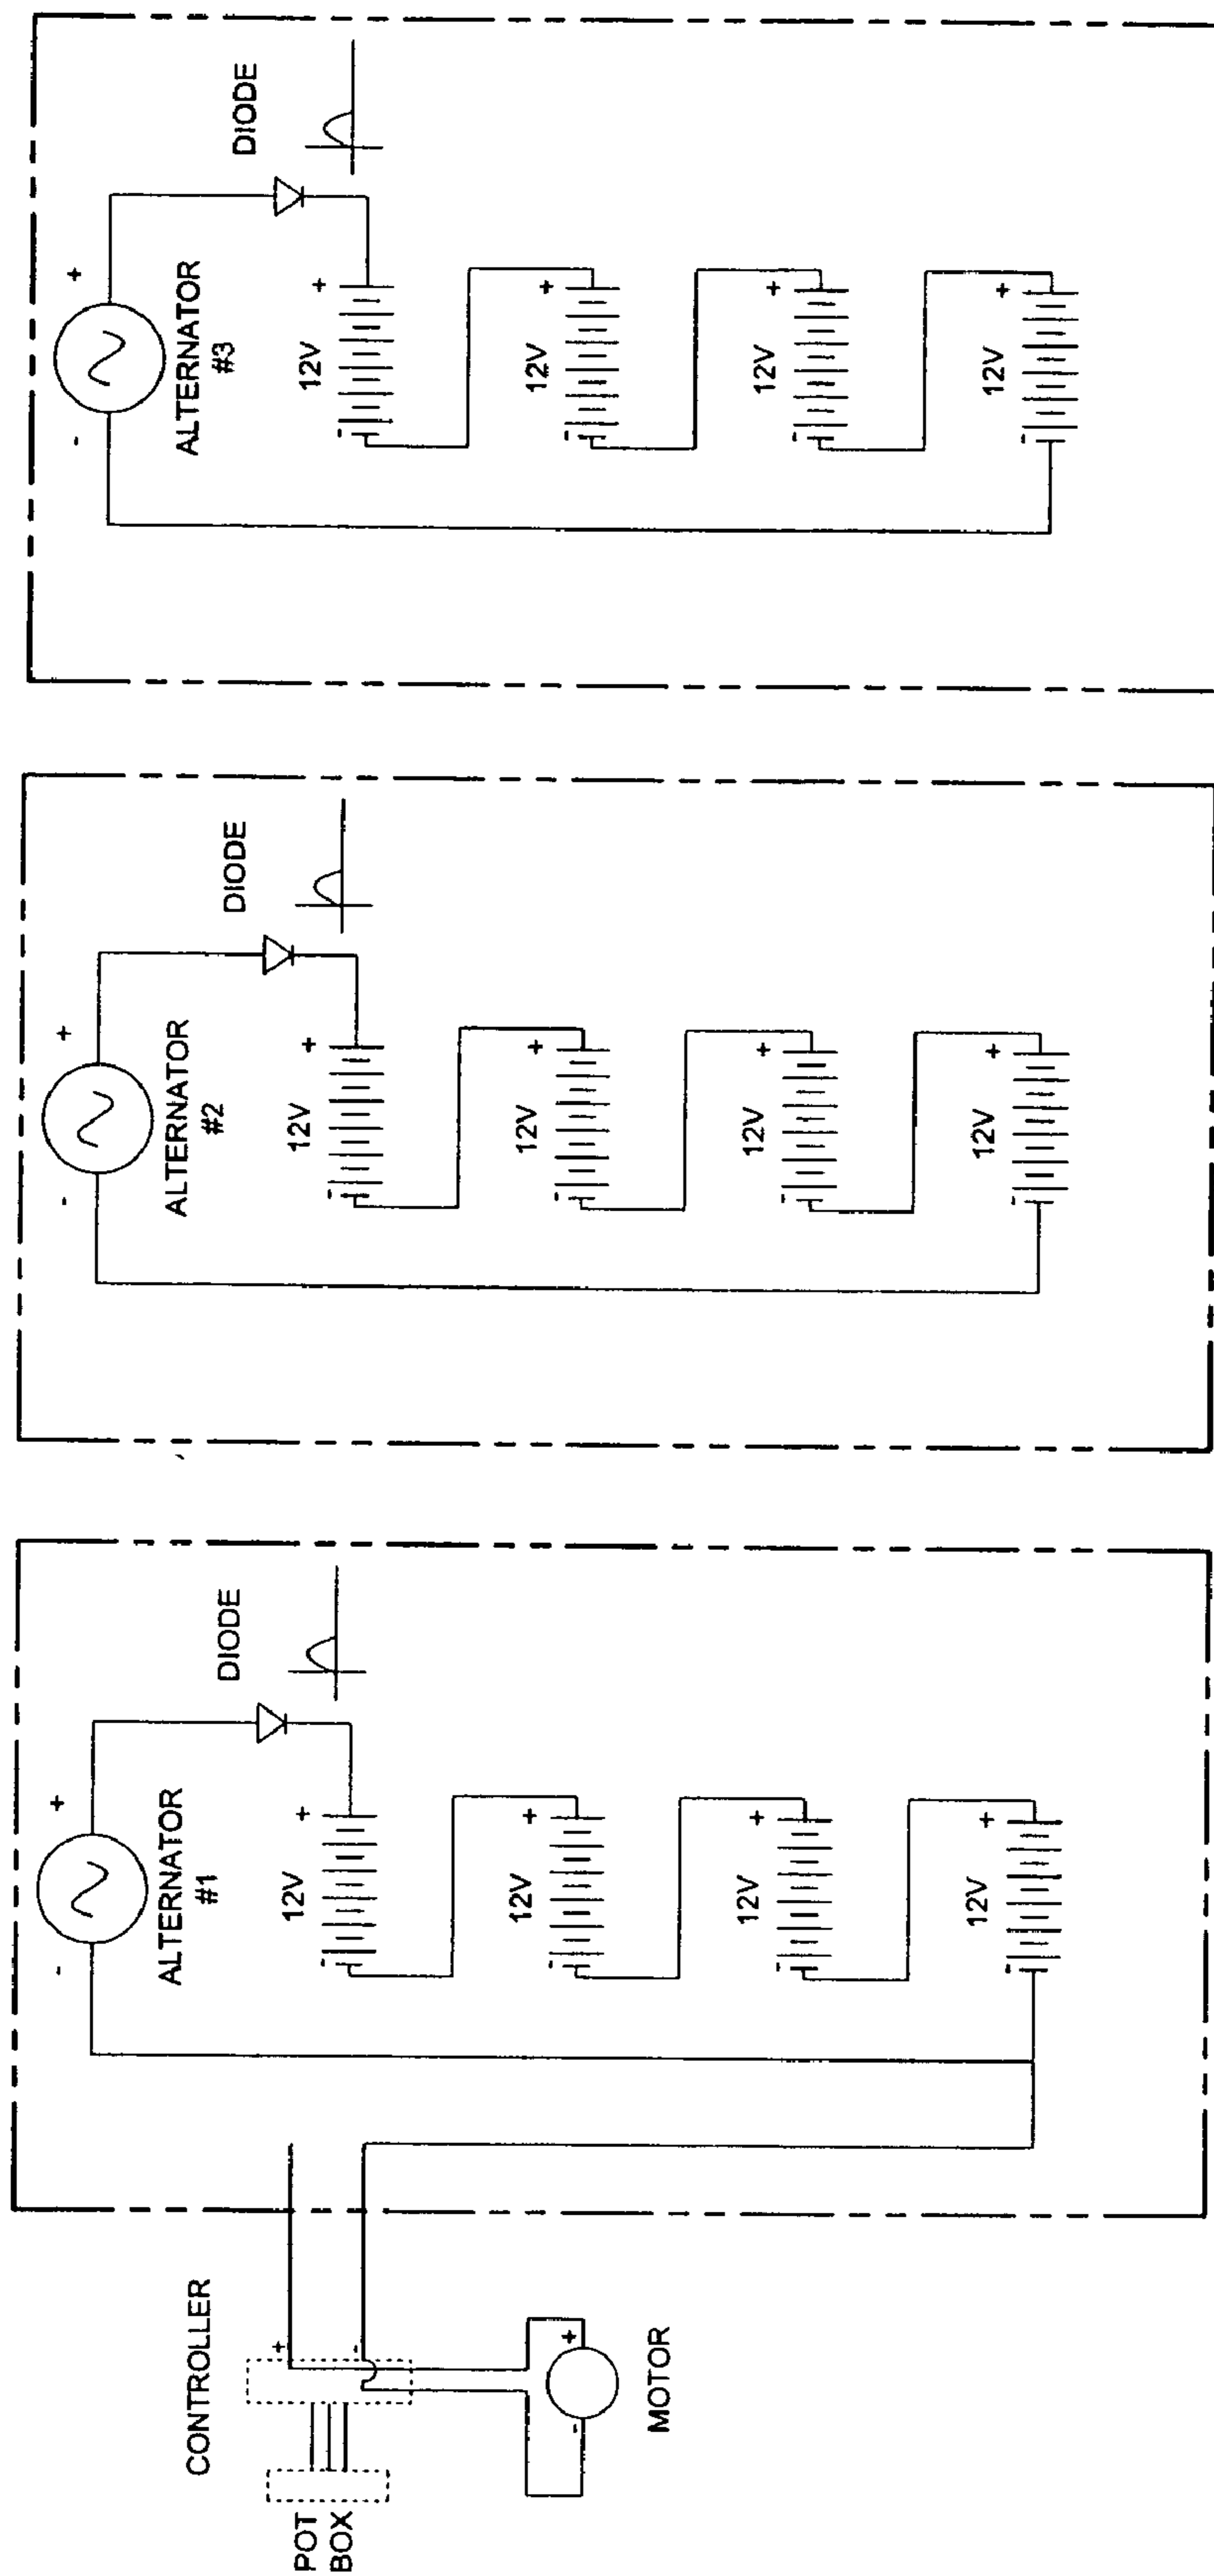 POT
BOX
CONTROLLER
+
-
- +
MOTOR
- +
ALTERNATOR
#1
DIODE
- 12V +
- 12V +
- 12V +
- 12V +
- +
ALTERNATOR
#2
DIODE
- 12V +
- 12V +
- 12V +
- 12V +
- +
ALTERNATOR
#3
DIODE
- 12V +
- 12V +
- 12V +
- 12V +